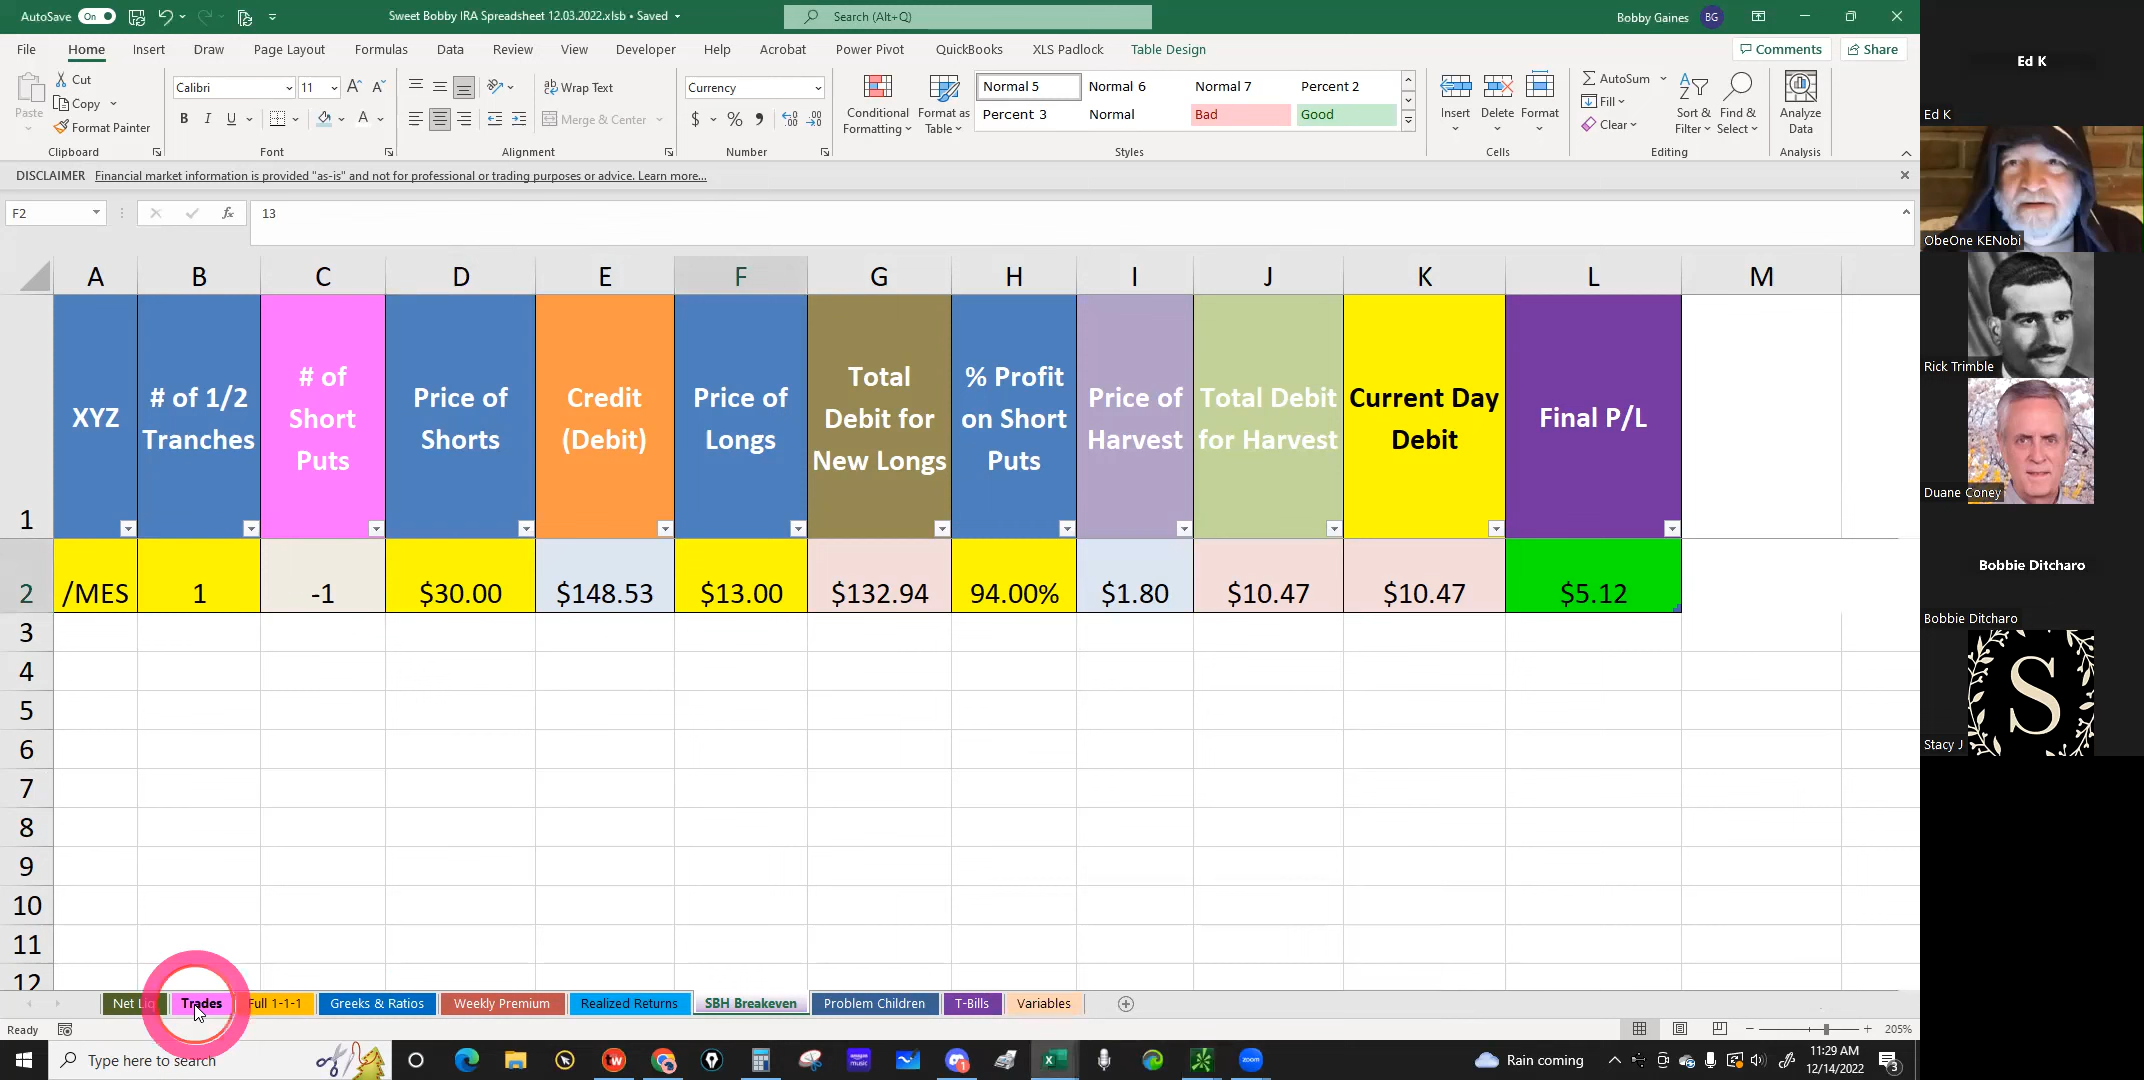 AutoSave On
Sweet Bobby IRA Spreadsheet 12.03.2022.xlsb • Saved
Search (Alt+Q)
Bobby Gaines BG
File Home Insert Draw Page Layout Formulas Data Review View Developer Help Acrobat Power Pivot QuickBooks XLS Padlock Table Design
Comments Share
Paste
Cut
Copy
Format Painter
Clipboard
Calibri 11
B I U
Font
Wrap Text
Merge & Center
Alignment
Currency
$ %
Number
Conditional
Formatting
Format as
Table
Normal 5 Normal 6 Normal 7 Percent 2
Percent 3 Normal Bad Good
Styles
Insert Delete Format
Cells
AutoSum
Fill
Clear
Sort &
Filter
Find &
Select
Editing
Analyze
Data
Analysis
DISCLAIMER Financial market information is provided "as-is" and not for professional or trading purposes or advice. Learn more...
F2 fx 13
A B C D E F G H I J K L M
1
XYZ
# of 1/2
Tranches
# of
Short
Puts
Price of
Shorts
Credit
(Debit)
Price of
Longs
Total
Debit for
New Longs
% Profit
on Short
Puts
Price of
Harvest
Total Debit
for Harvest
Current Day
Debit
Final P/L
2 /MES 1 -1 $30.00 $148.53 $13.00 $132.94 94.00% $1.80 $10.47 $10.47 $5.12
3
4
5
6
7
8
9
10
11
12
Net Liq Trades Full 1-1-1 Greeks & Ratios Weekly Premium Realized Returns SBH Breakeven Problem Children T-Bills Variables
Ready
205%
Type here to search
Rain coming
11:29 AM
12/14/2022
3
Ed K
Ed K
ObeOne KENobi
Rick Trimble
Duane Coney
Bobbie Ditcharo
Bobbie Ditcharo
S
Stacy J